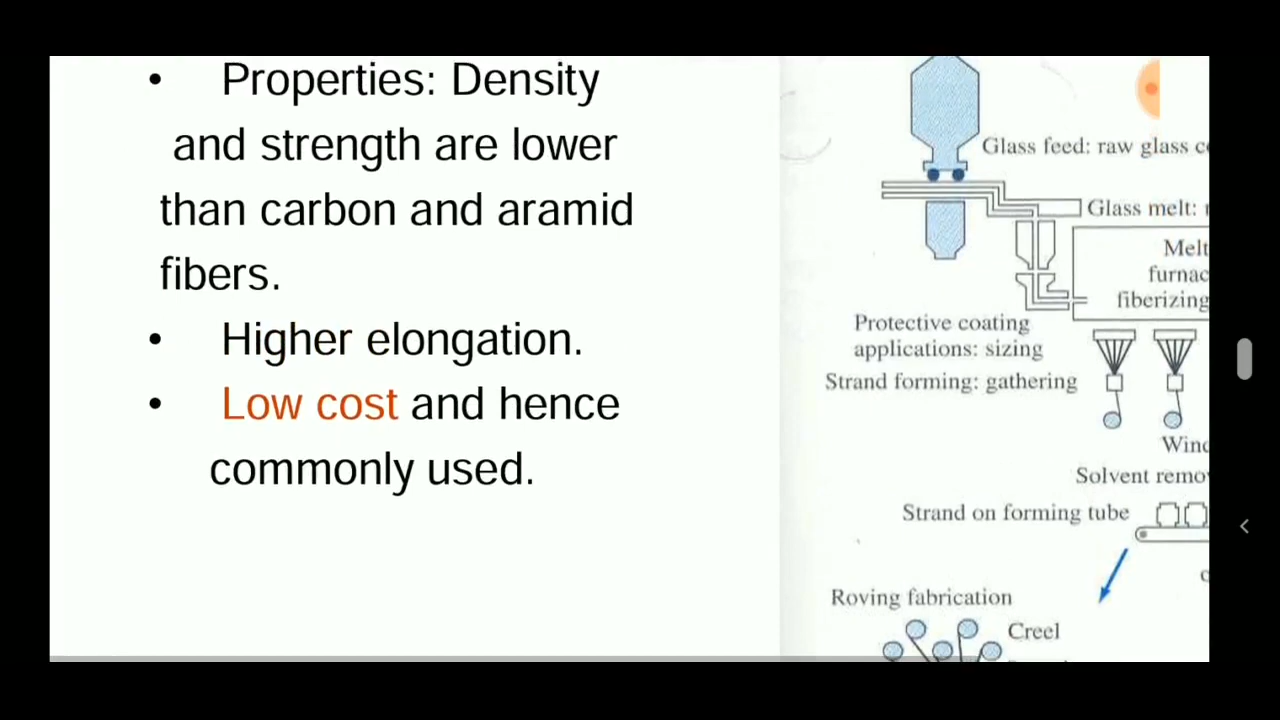 • Properties: Density
and strength are lower
than carbon and aramid
fibers.
• Higher elongation.
• Low cost and hence
commonly used.
Glass feed: raw glass
Glass melt:
Melt
fiberizing
Protective coating
applications: sizing
Strand forming: gathering
Solvent
Strand on forming tube
Roving fabrication
Creel